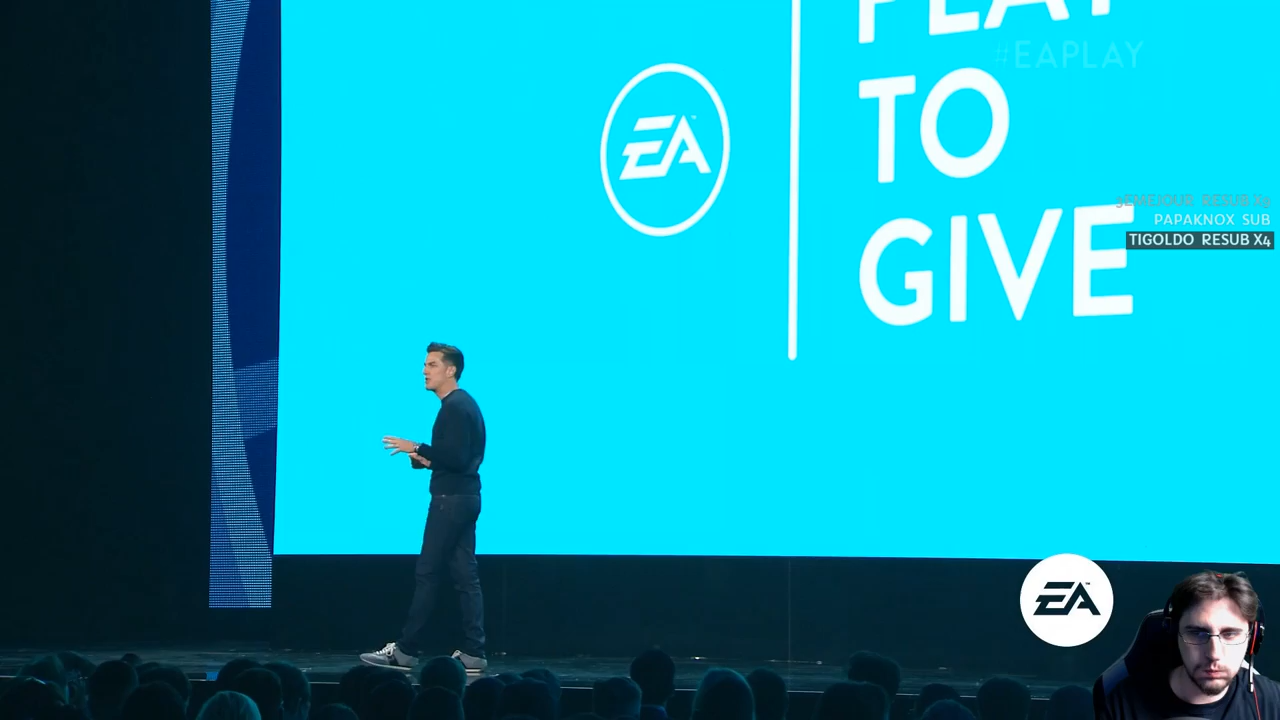 PLAY
#EAPLAY
TO
EA
GIVE
PAPAKNOX SUB
TIGOLDO RESUB X4
EA